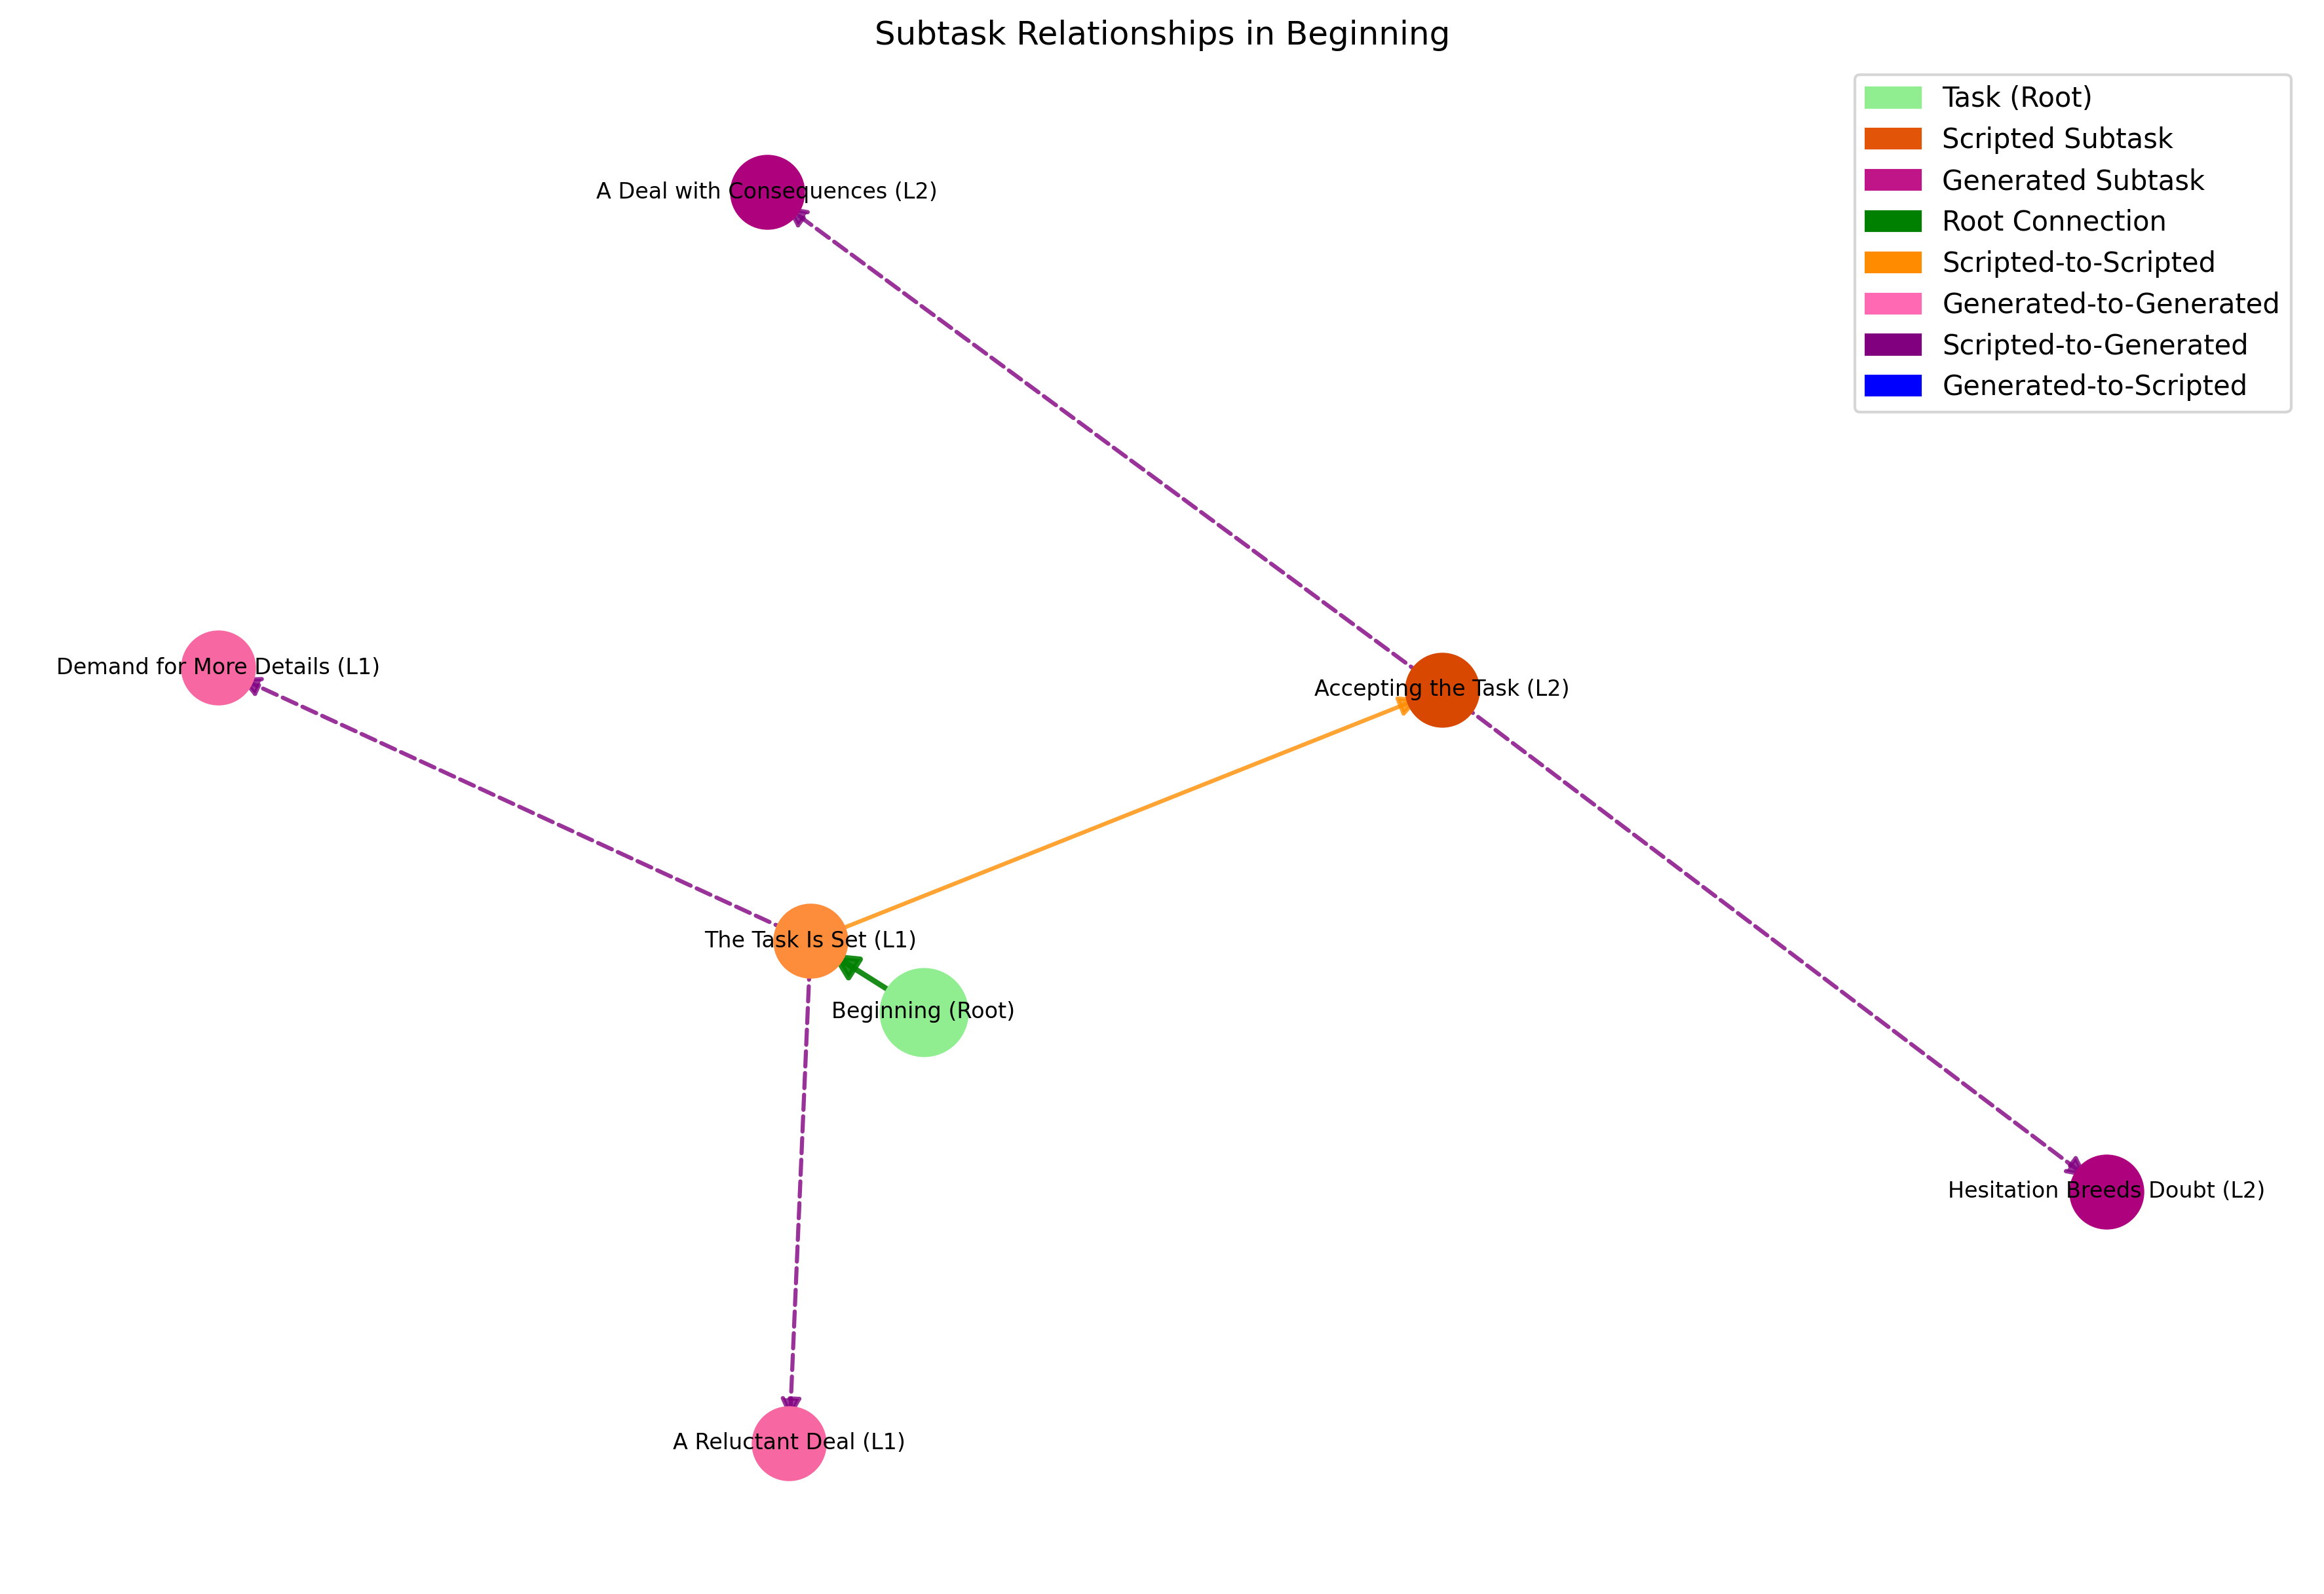 Subtask Relationships in Beginning
Task (Root)
Scripted Subtask
Generated Subtask
Root Connection
Scripted-to-Scripted
Generated-to-Generated
Scripted-to-Generated
Generated-to-Scripted
A Deal with Consequences (L2)
Demand for More Details (L1)
Accepting the Task (L2)
The Task Is Set (L1)
Beginning (Root)
Hesitation Breeds Doubt (L2)
A Reluctant Deal (L1)